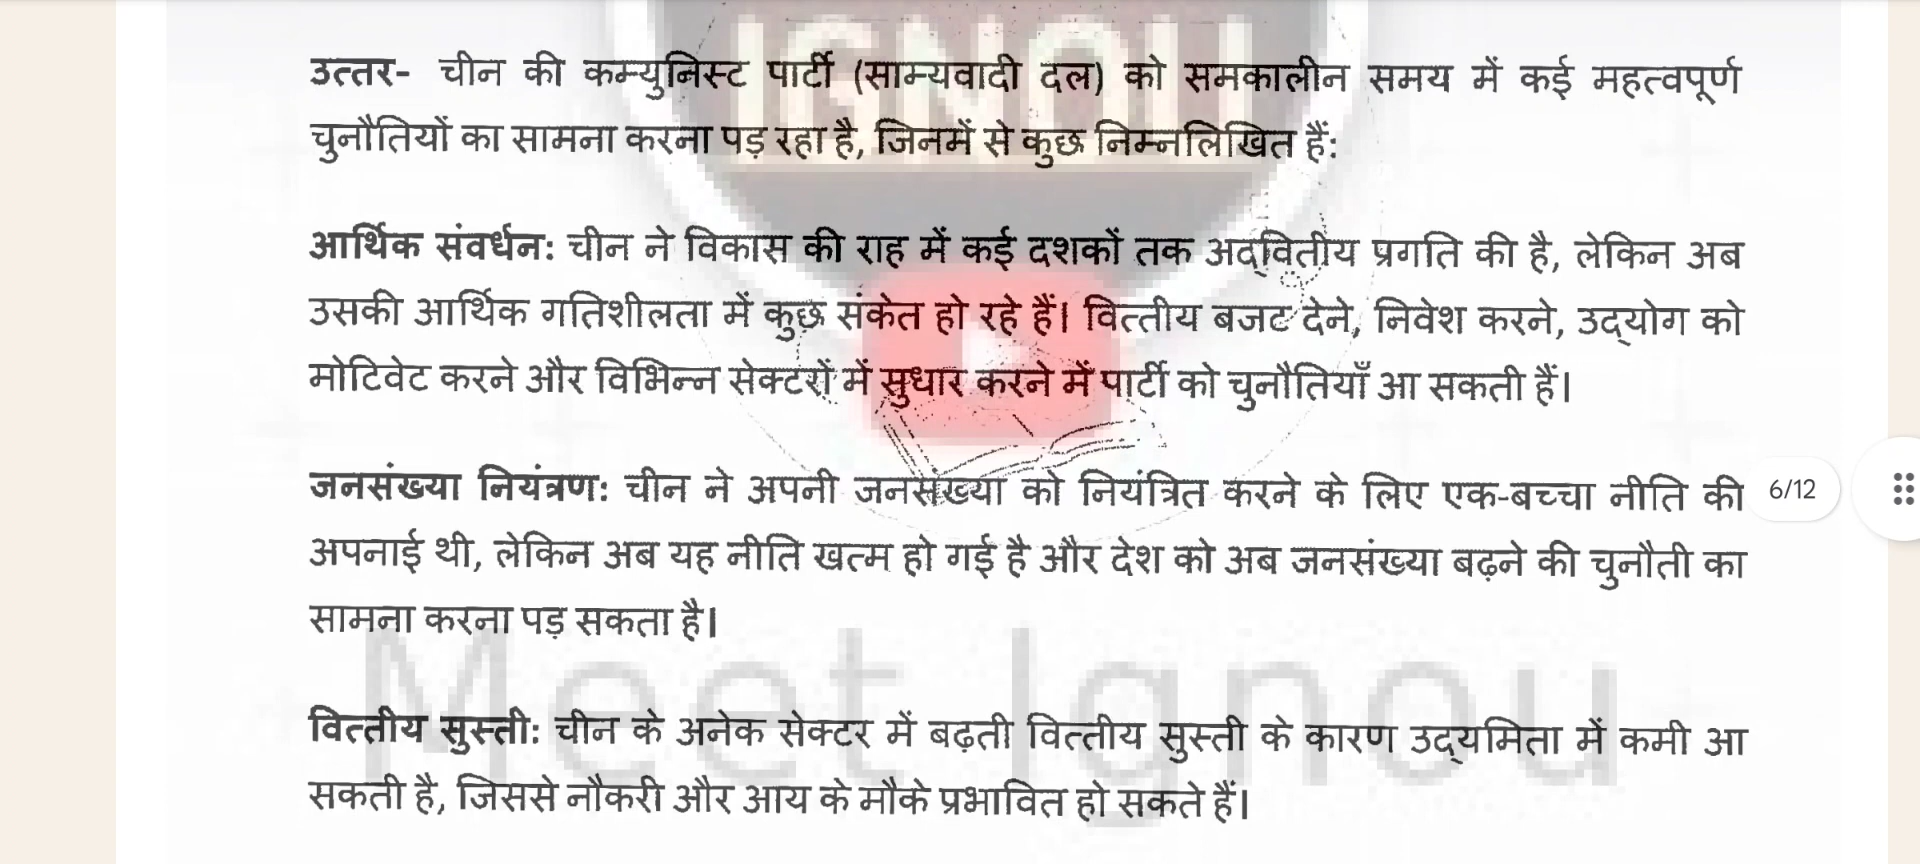 IGNOU
उत्तर- चीन की कम्युनिस्ट पार्टी (साम्यवादी दल) को समकालीन समय में कई महत्वपूर्ण
चुनौतियों का सामना करना पड़ रहा है, जिनमें से कुछ निम्नलिखित हैं:
आर्थिक संवर्धन: चीन ने विकास की राह में कई दशकों तक अद्वितीय प्रगति की है, लेकिन अब
उसकी आर्थिक गतिशीलता में कुछ संकेत हो रहे हैं। वित्तीय बजट देने, निवेश करने, उद्योग को
मोटिवेट करने और विभिन्न सेक्टरों में सुधार करने में पार्टी को चुनौतियाँ आ सकती हैं।
जनसंख्या नियंत्रण: चीन ने अपनी जनसंख्या को नियंत्रित करने के लिए एक-बच्चा नीति की
6/12
अपनाई थी, लेकिन अब यह नीति खत्म हो गई है और देश को अब जनसंख्या बढ़ने की चुनौती का
सामना करना पड़ सकता है।
Meet Ignou
वित्तीय सुस्ती: चीन के अनेक सेक्टर में बढ़ती वित्तीय सुस्ती के कारण उद्यमिता में कमी आ
सकती है, जिससे नौकरी और आय के मौके प्रभावित हो सकते हैं।